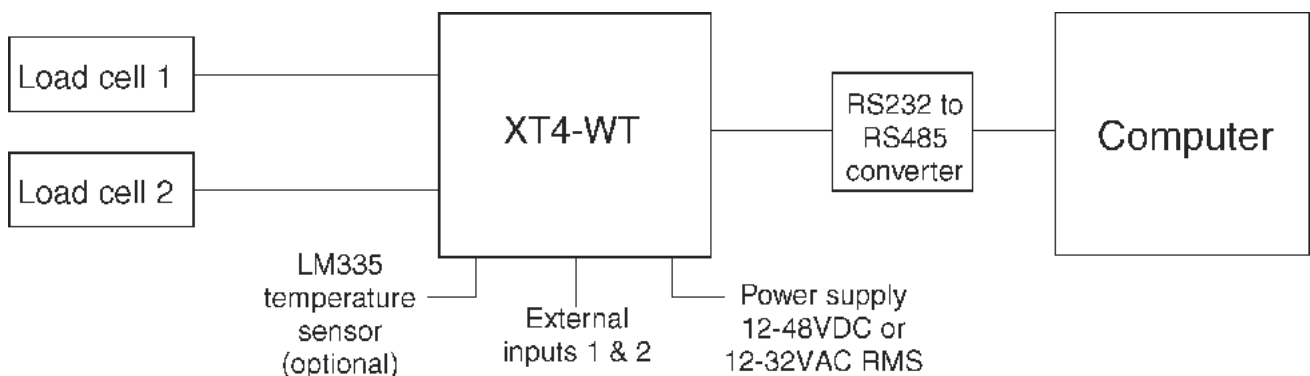 Load cell 1
Load cell 2
XT4-WT
RS232 to
RS485
converter
Computer
LM335
temperature
sensor
(optional)
External
inputs 1 & 2
Power supply
12-48VDC or
12-32VAC RMS